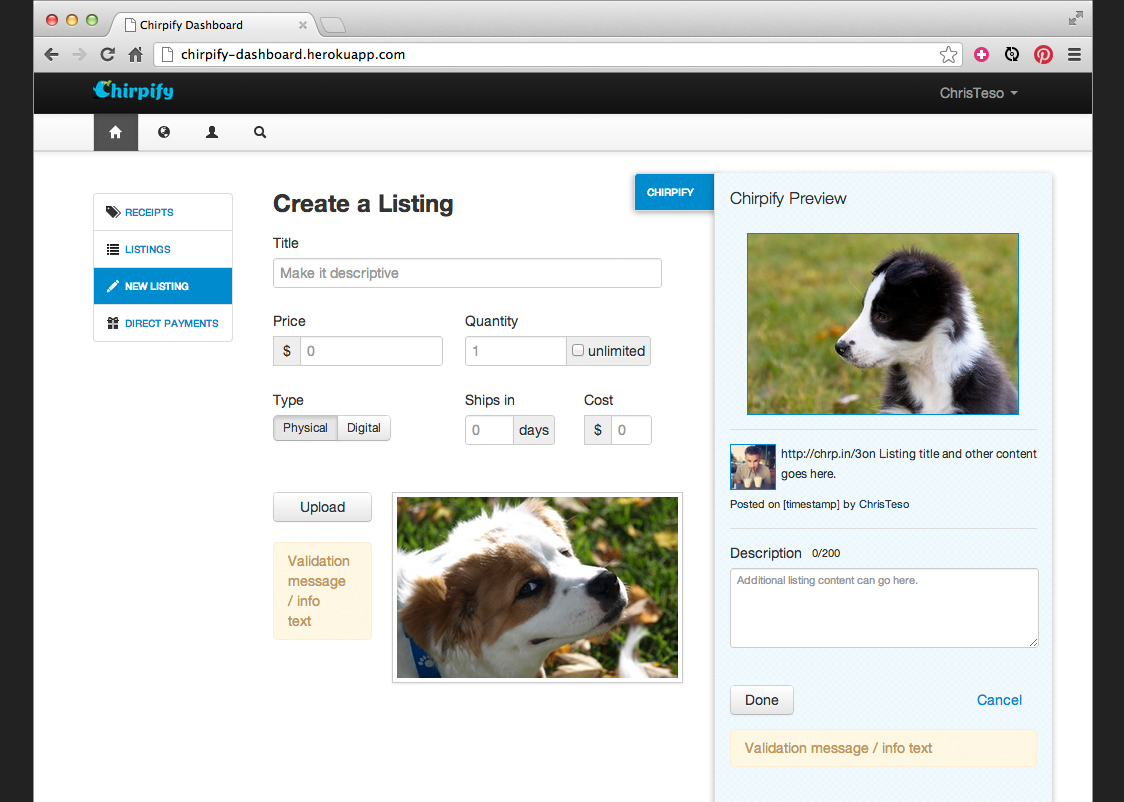 Chirpify Dashboard
chirpify-dashboard.herokuapp.com
Chirpify
ChrisTeso
RECEIPTS
LISTINGS
NEW LISTING
DIRECT PAYMENTS
Create a Listing
Title
Make it descriptive
Price
Quantity
$ 0
1
unlimited
Type
Ships in
Cost
Physical
Digital
0 days
$ 0
Upload
Validation
message
/ info
text
CHIRPIFY
Chirpify Preview
http://chrp.in/3on Listing title and other content
goes here.
Posted on [timestamp] by ChrisTeso
Description 0/200
Additional listing content can go here.
Done
Cancel
Validation message / info text